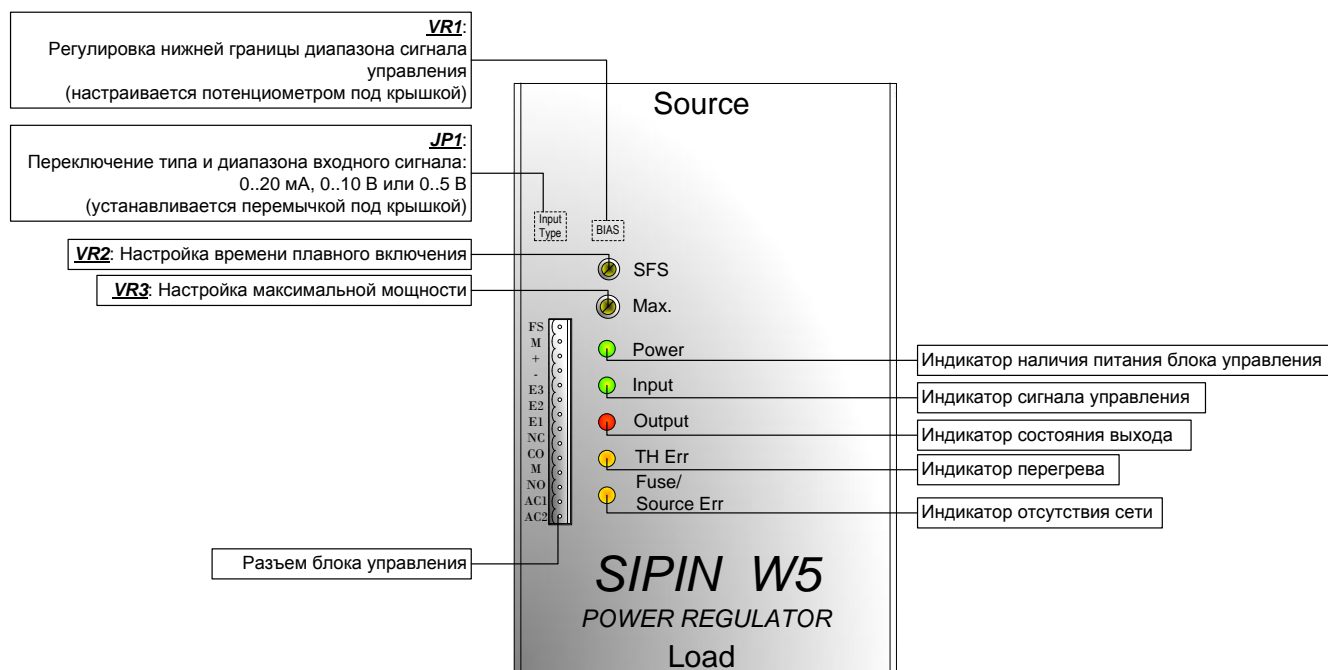 VR1:
Регулировка нижней границы диапазона сигнала
управления
(настраивается потенциометром под крышкой)
Source
JP1:
Переключение типа и диапазона входного сигнала:
0..20 мА, 0..10 В или 0..5 В
(устанавливается перемычкой под крышкой)
Input
Type
BIAS
VR2: Настройка времени плавного включения
SFS
VR3: Настройка максимальной мощности
Max.
FS
M
+
-
E3
E2
E1
NC
CO
M
NO
AC1
AC2
Power
Input
Output
TH Err
Fuse/
Source Err
Индикатор наличия питания блока управления
Индикатор сигнала управления
Индикатор состояния выхода
Индикатор перегрева
Индикатор отсутствия сети
Разъем блока управления
SIPIN W5
POWER REGULATOR
Load